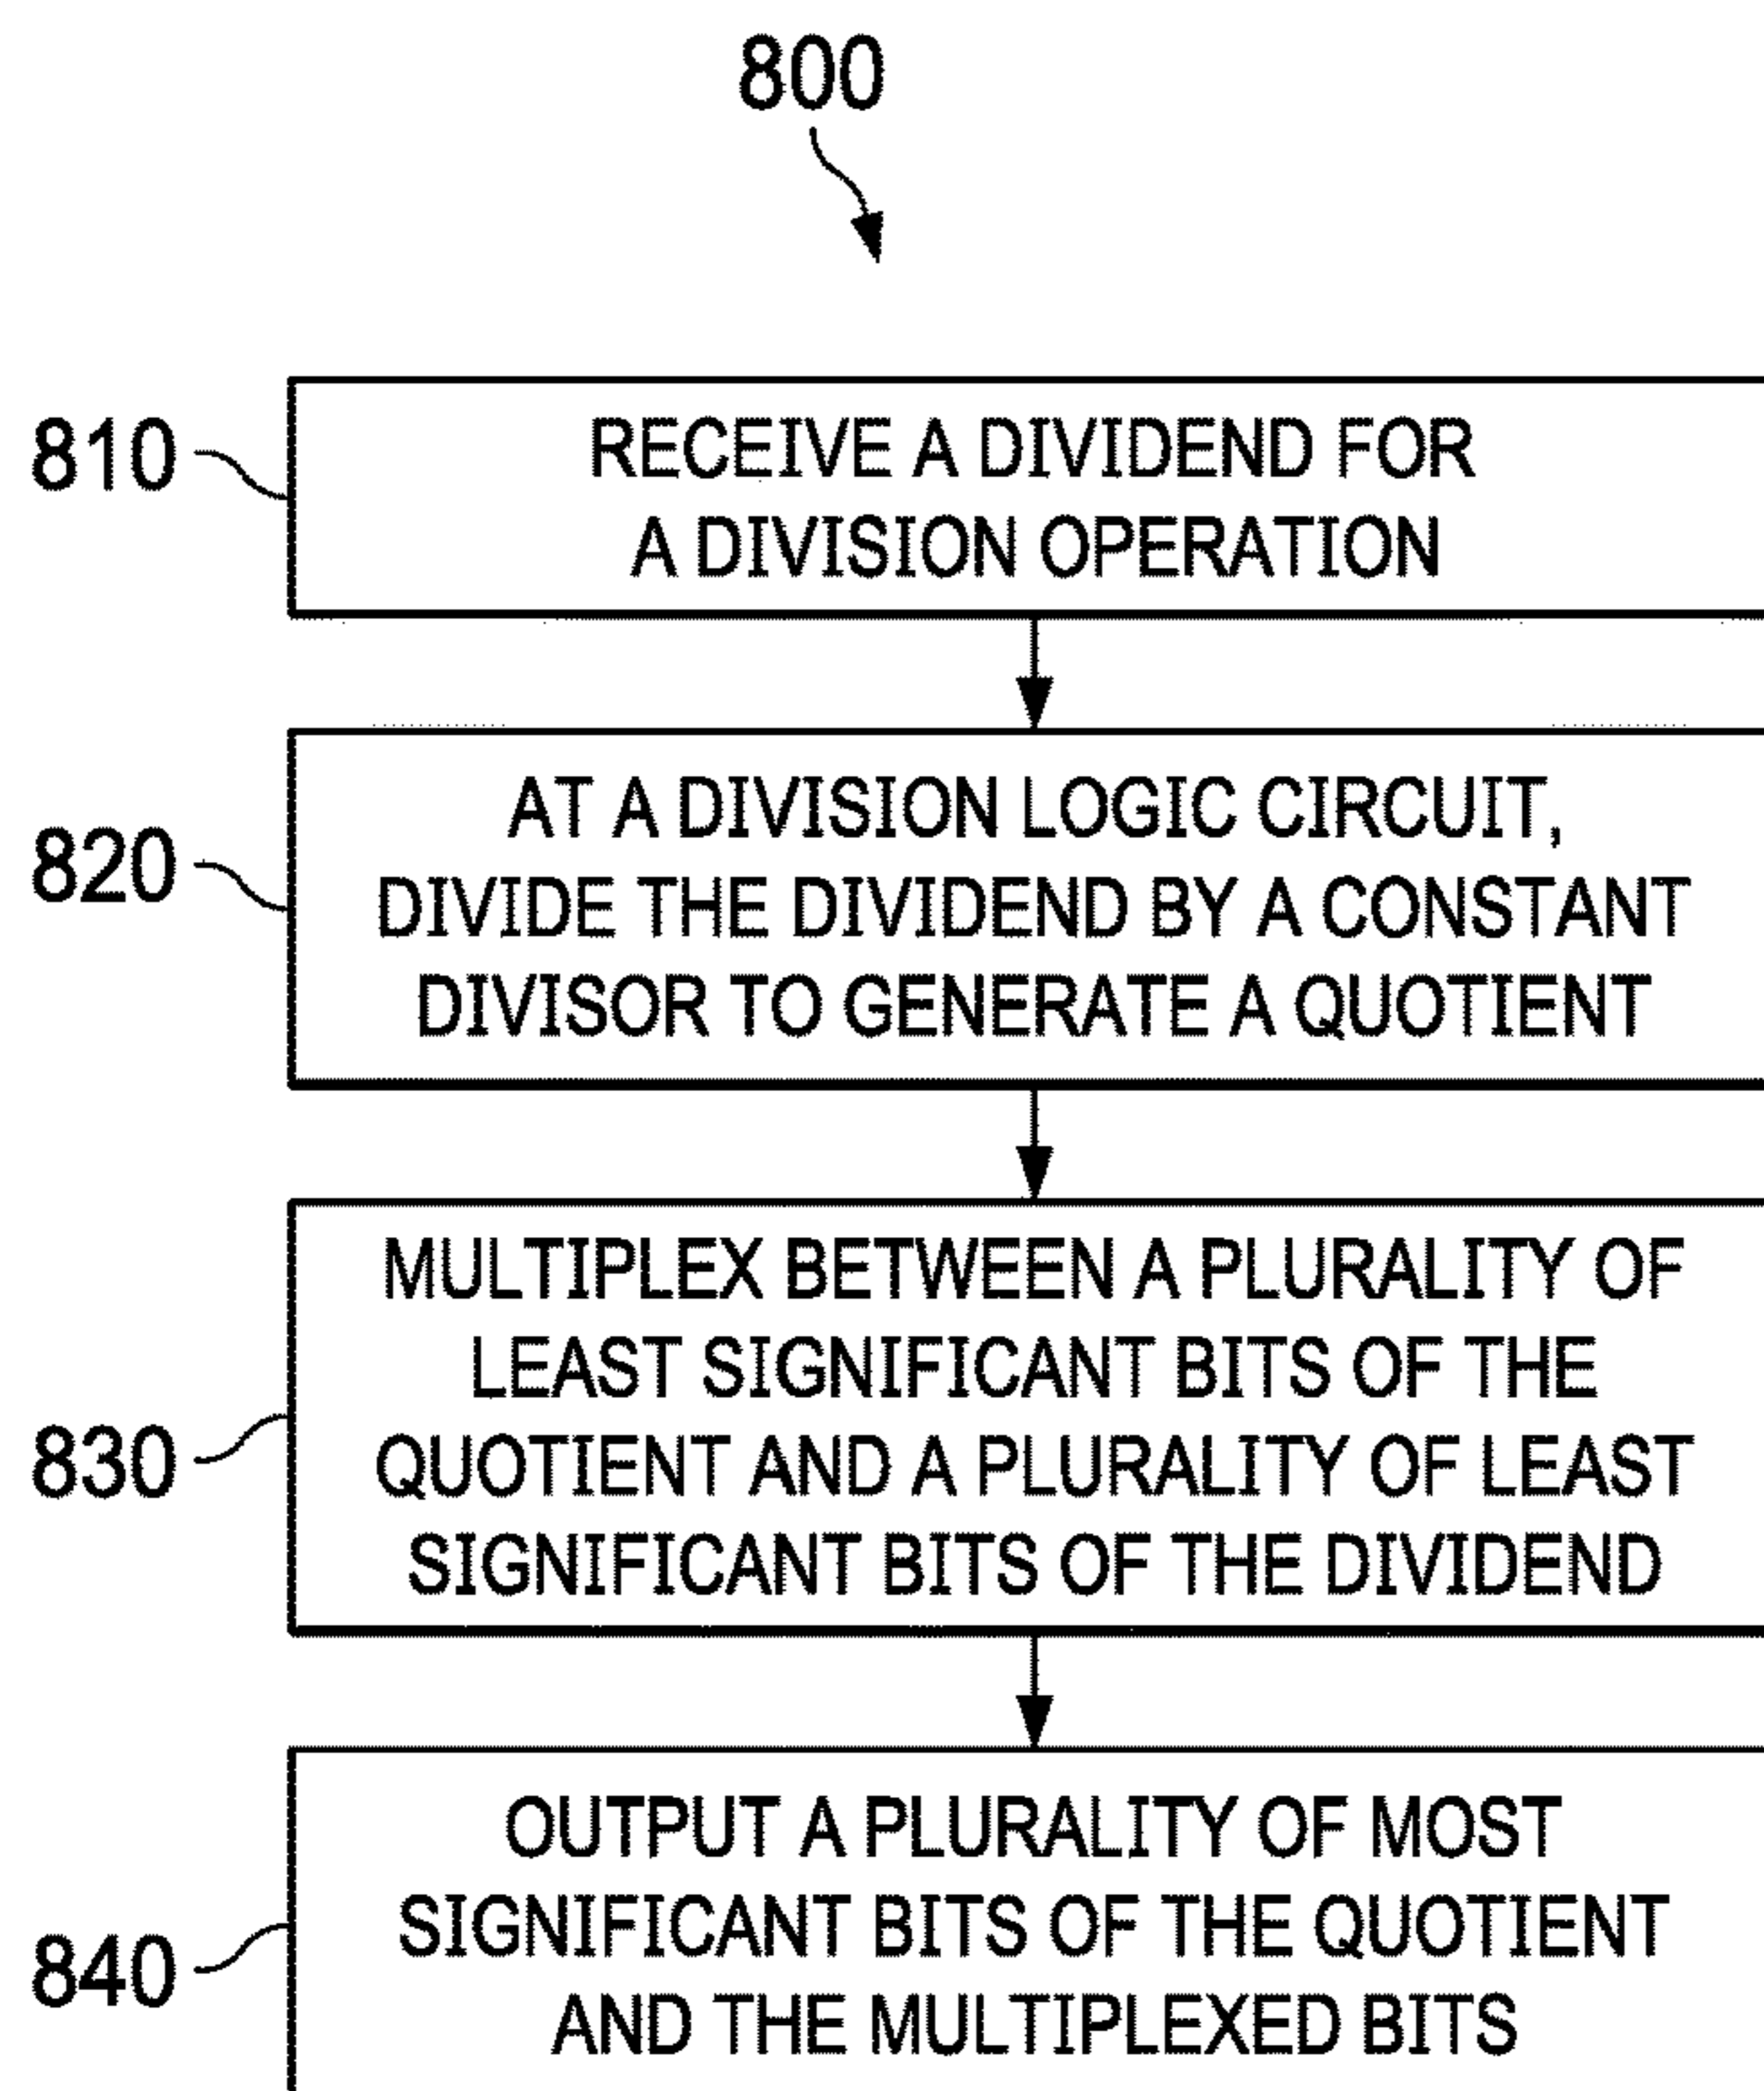 800
810
RECEIVE A DIVIDEND FOR
A DIVISION OPERATION
820
AT A DIVISION LOGIC CIRCUIT,
DIVIDE THE DIVIDEND BY A CONSTANT
DIVISOR TO GENERATE A QUOTIENT
830
MULTIPLEX BETWEEN A PLURALITY OF
LEAST SIGNIFICANT BITS OF THE
QUOTIENT AND A PLURALITY OF LEAST
SIGNIFICANT BITS OF THE DIVIDEND
840
OUTPUT A PLURALITY OF MOST
SIGNIFICANT BITS OF THE QUOTIENT
AND THE MULTIPLEXED BITS